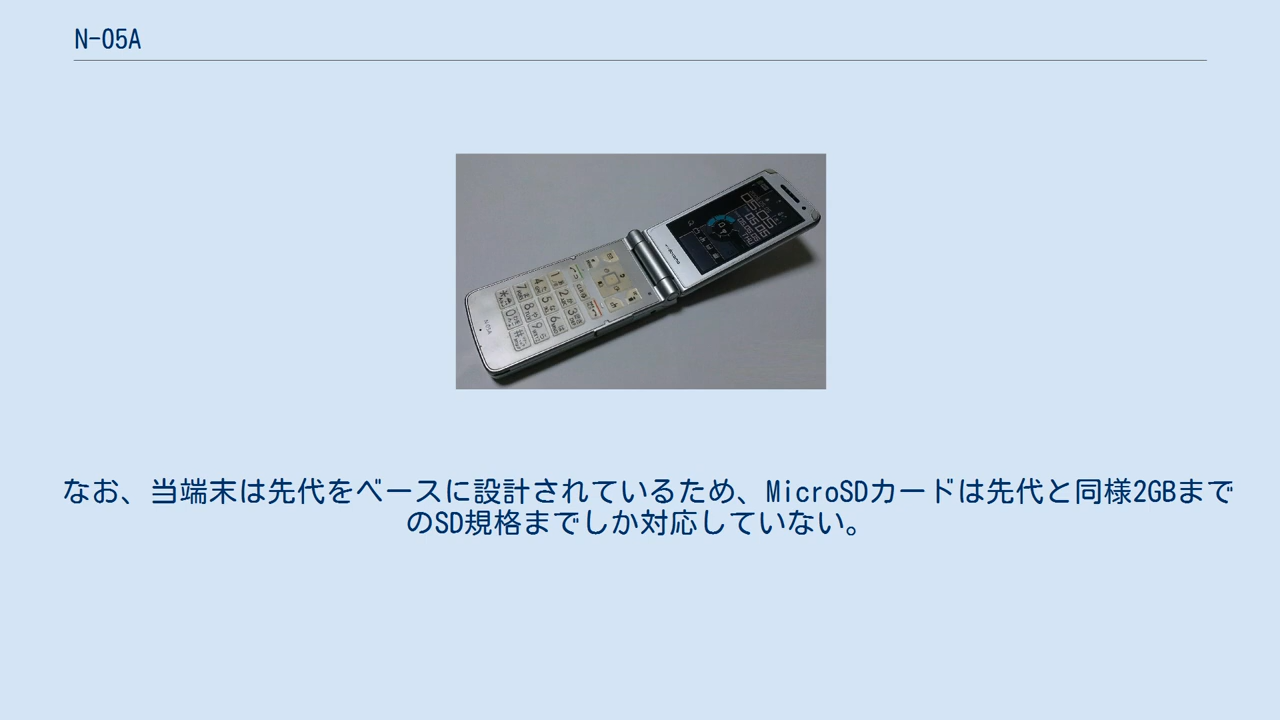 N-05A
なお、当端末は先代をベースに設計されているため、MicroSDカードは先代と同様2GBまで
のSD規格までしか対応していない。